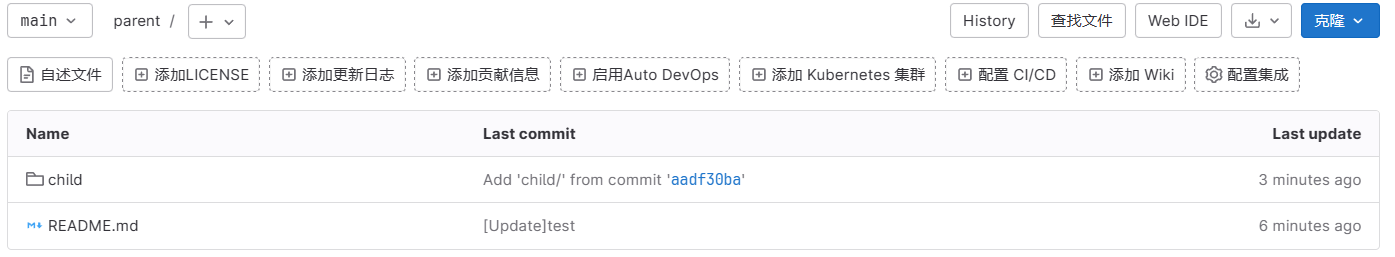 main parent / History 查找文件 Web IDE 克隆
自述文件 添加LICENSE 添加更新日志 添加贡献信息 启用Auto DevOps 添加 Kubernetes 集群 配置 CI/CD 添加 Wiki 配置集成
Name Last commit Last update
child Add 'child/' from commit 'aadf30ba' 3 minutes ago
README.md [Update]test 6 minutes ago